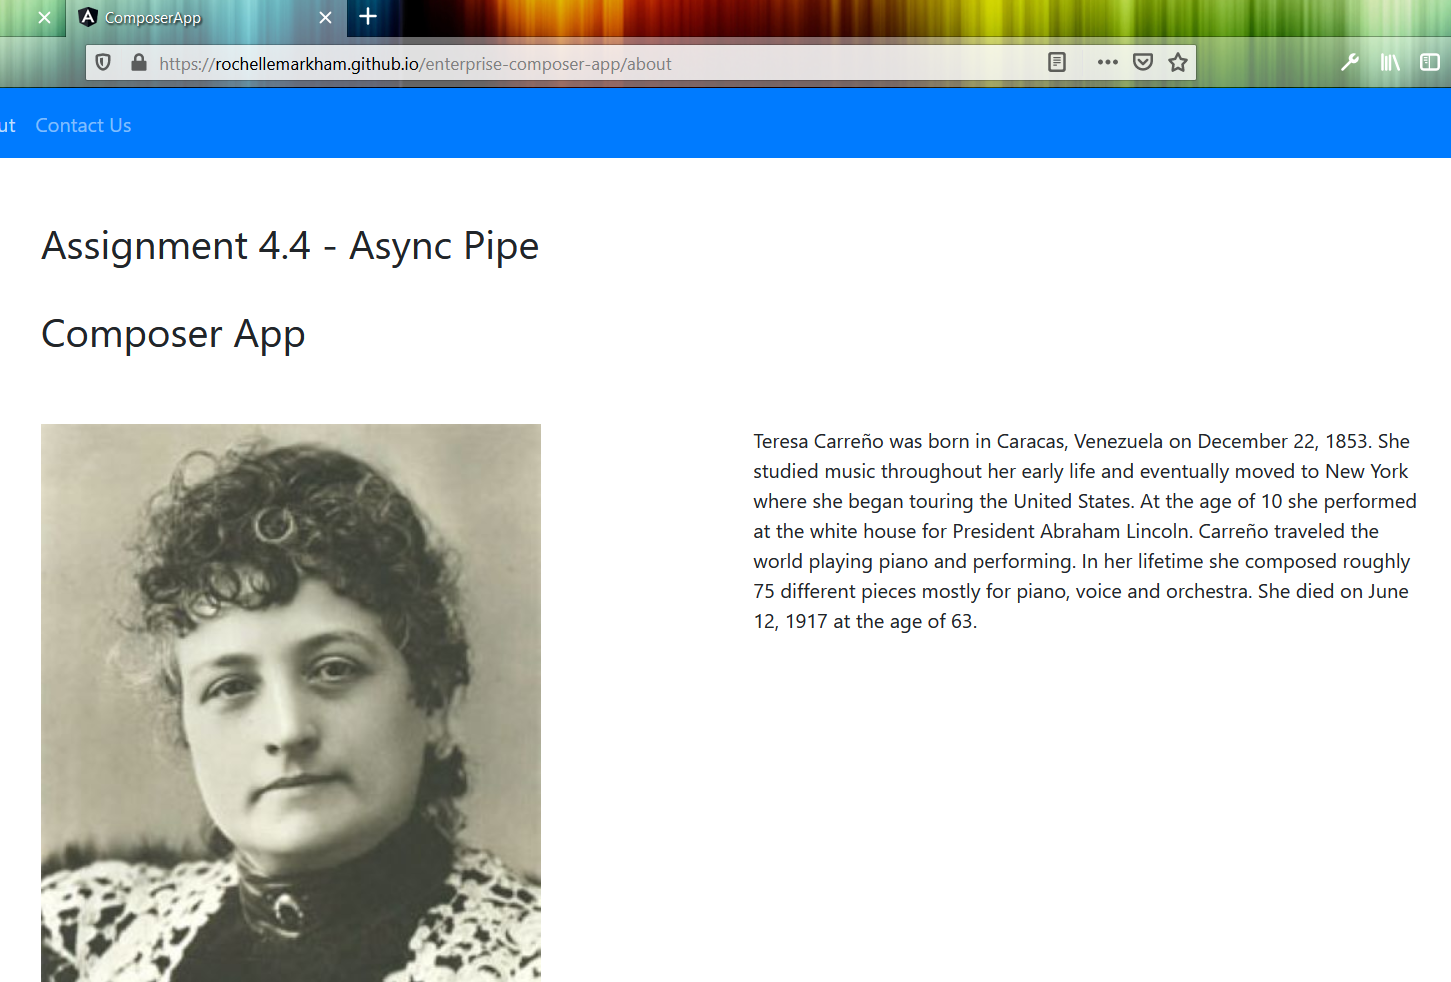 ComposerApp
https://rochellemarkham.github.io/enterprise-composer-app/about
ut Contact Us
Assignment 4.4 - Async Pipe
Composer App
Teresa Carreño was born in Caracas, Venezuela on December 22, 1853. She
studied music throughout her early life and eventually moved to New York
where she began touring the United States. At the age of 10 she performed
at the white house for President Abraham Lincoln. Carreño traveled the
world playing piano and performing. In her lifetime she composed roughly
75 different pieces mostly for piano, voice and orchestra. She died on June
12, 1917 at the age of 63.